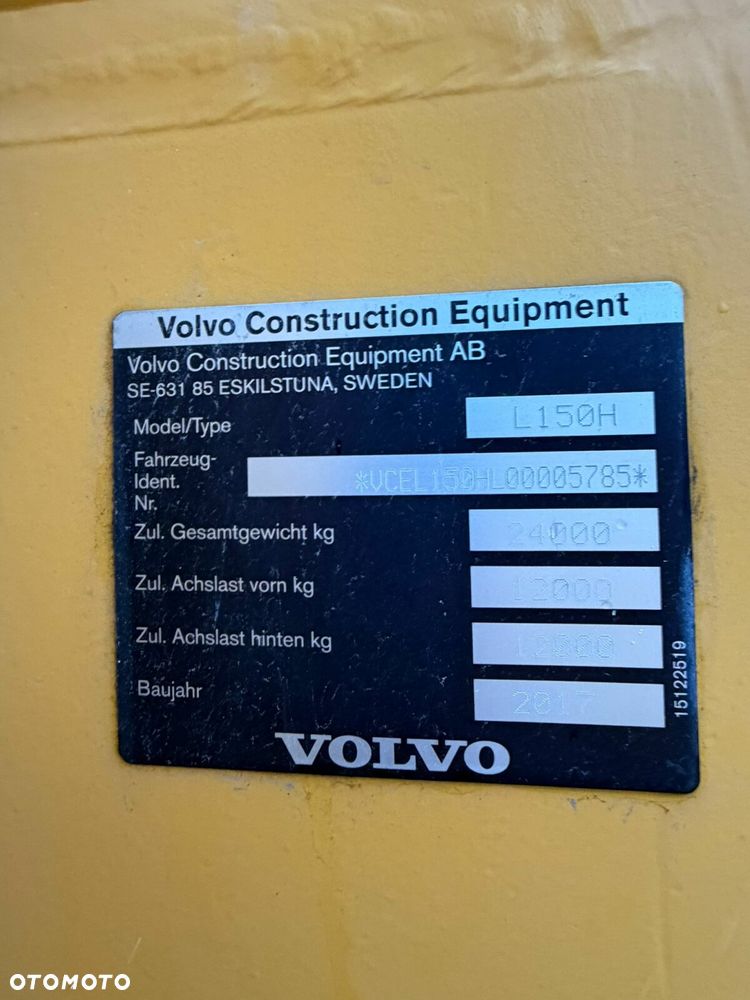 Volvo Construction Equipment
Volvo Construction Equipment AB
SE-631 85 ESKILSTUNA, SWEDEN
Model/Type L150H
Fahrzeug-
Ident. *VCEL150HL00005785*
Nr.
Zul. Gesamtgewicht kg 24000
Zul. Achslast vorn kg 12000
Zul. Achslast hinten kg 12000
Baujahr 2017
15122519
VOLVO
OTOMOTO